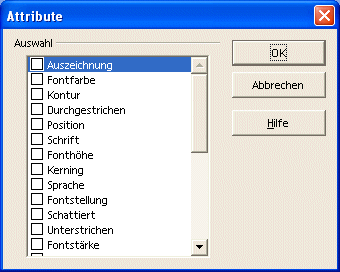 Attribute
Auswahl
Auszeichnung
Fontfarbe
Kontur
Durchgestrichen
Position
Schrift
Fonthöhe
Kerning
Sprache
Fontstellung
Schattiert
Unterstrichen
Fontstärke
OK
Abbrechen
Hilfe